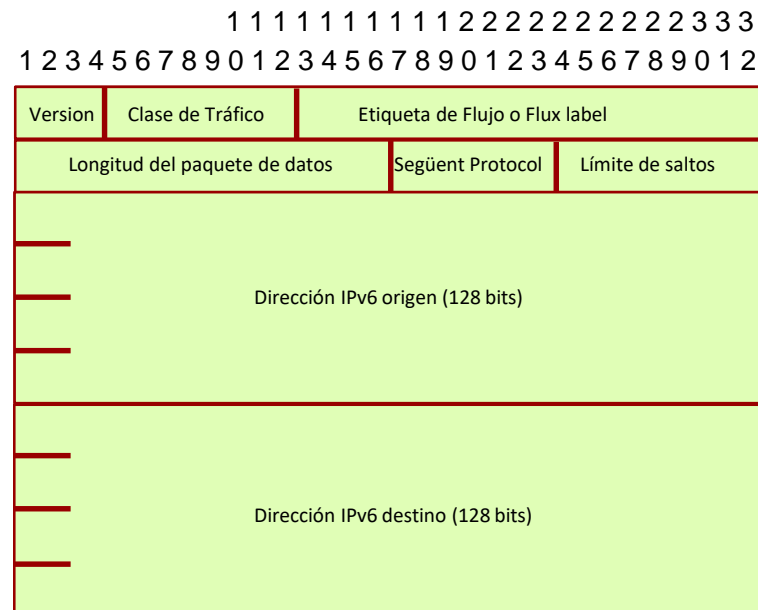 1 1 1 1 1 1 1 1 1 1 2 2 2 2 2 2 2 2 2 2 3 3 3
1 2 3 4 5 6 7 8 9 0 1 2 3 4 5 6 7 8 9 0 1 2 3 4 5 6 7 8 9 0 1 2
Version Clase de Tráfico Etiqueta de Flujo o Flux label
Longitud del paquete de datos Següent Protocol Límite de saltos
Dirección IPv6 origen (128 bits)
Dirección IPv6 destino (128 bits)